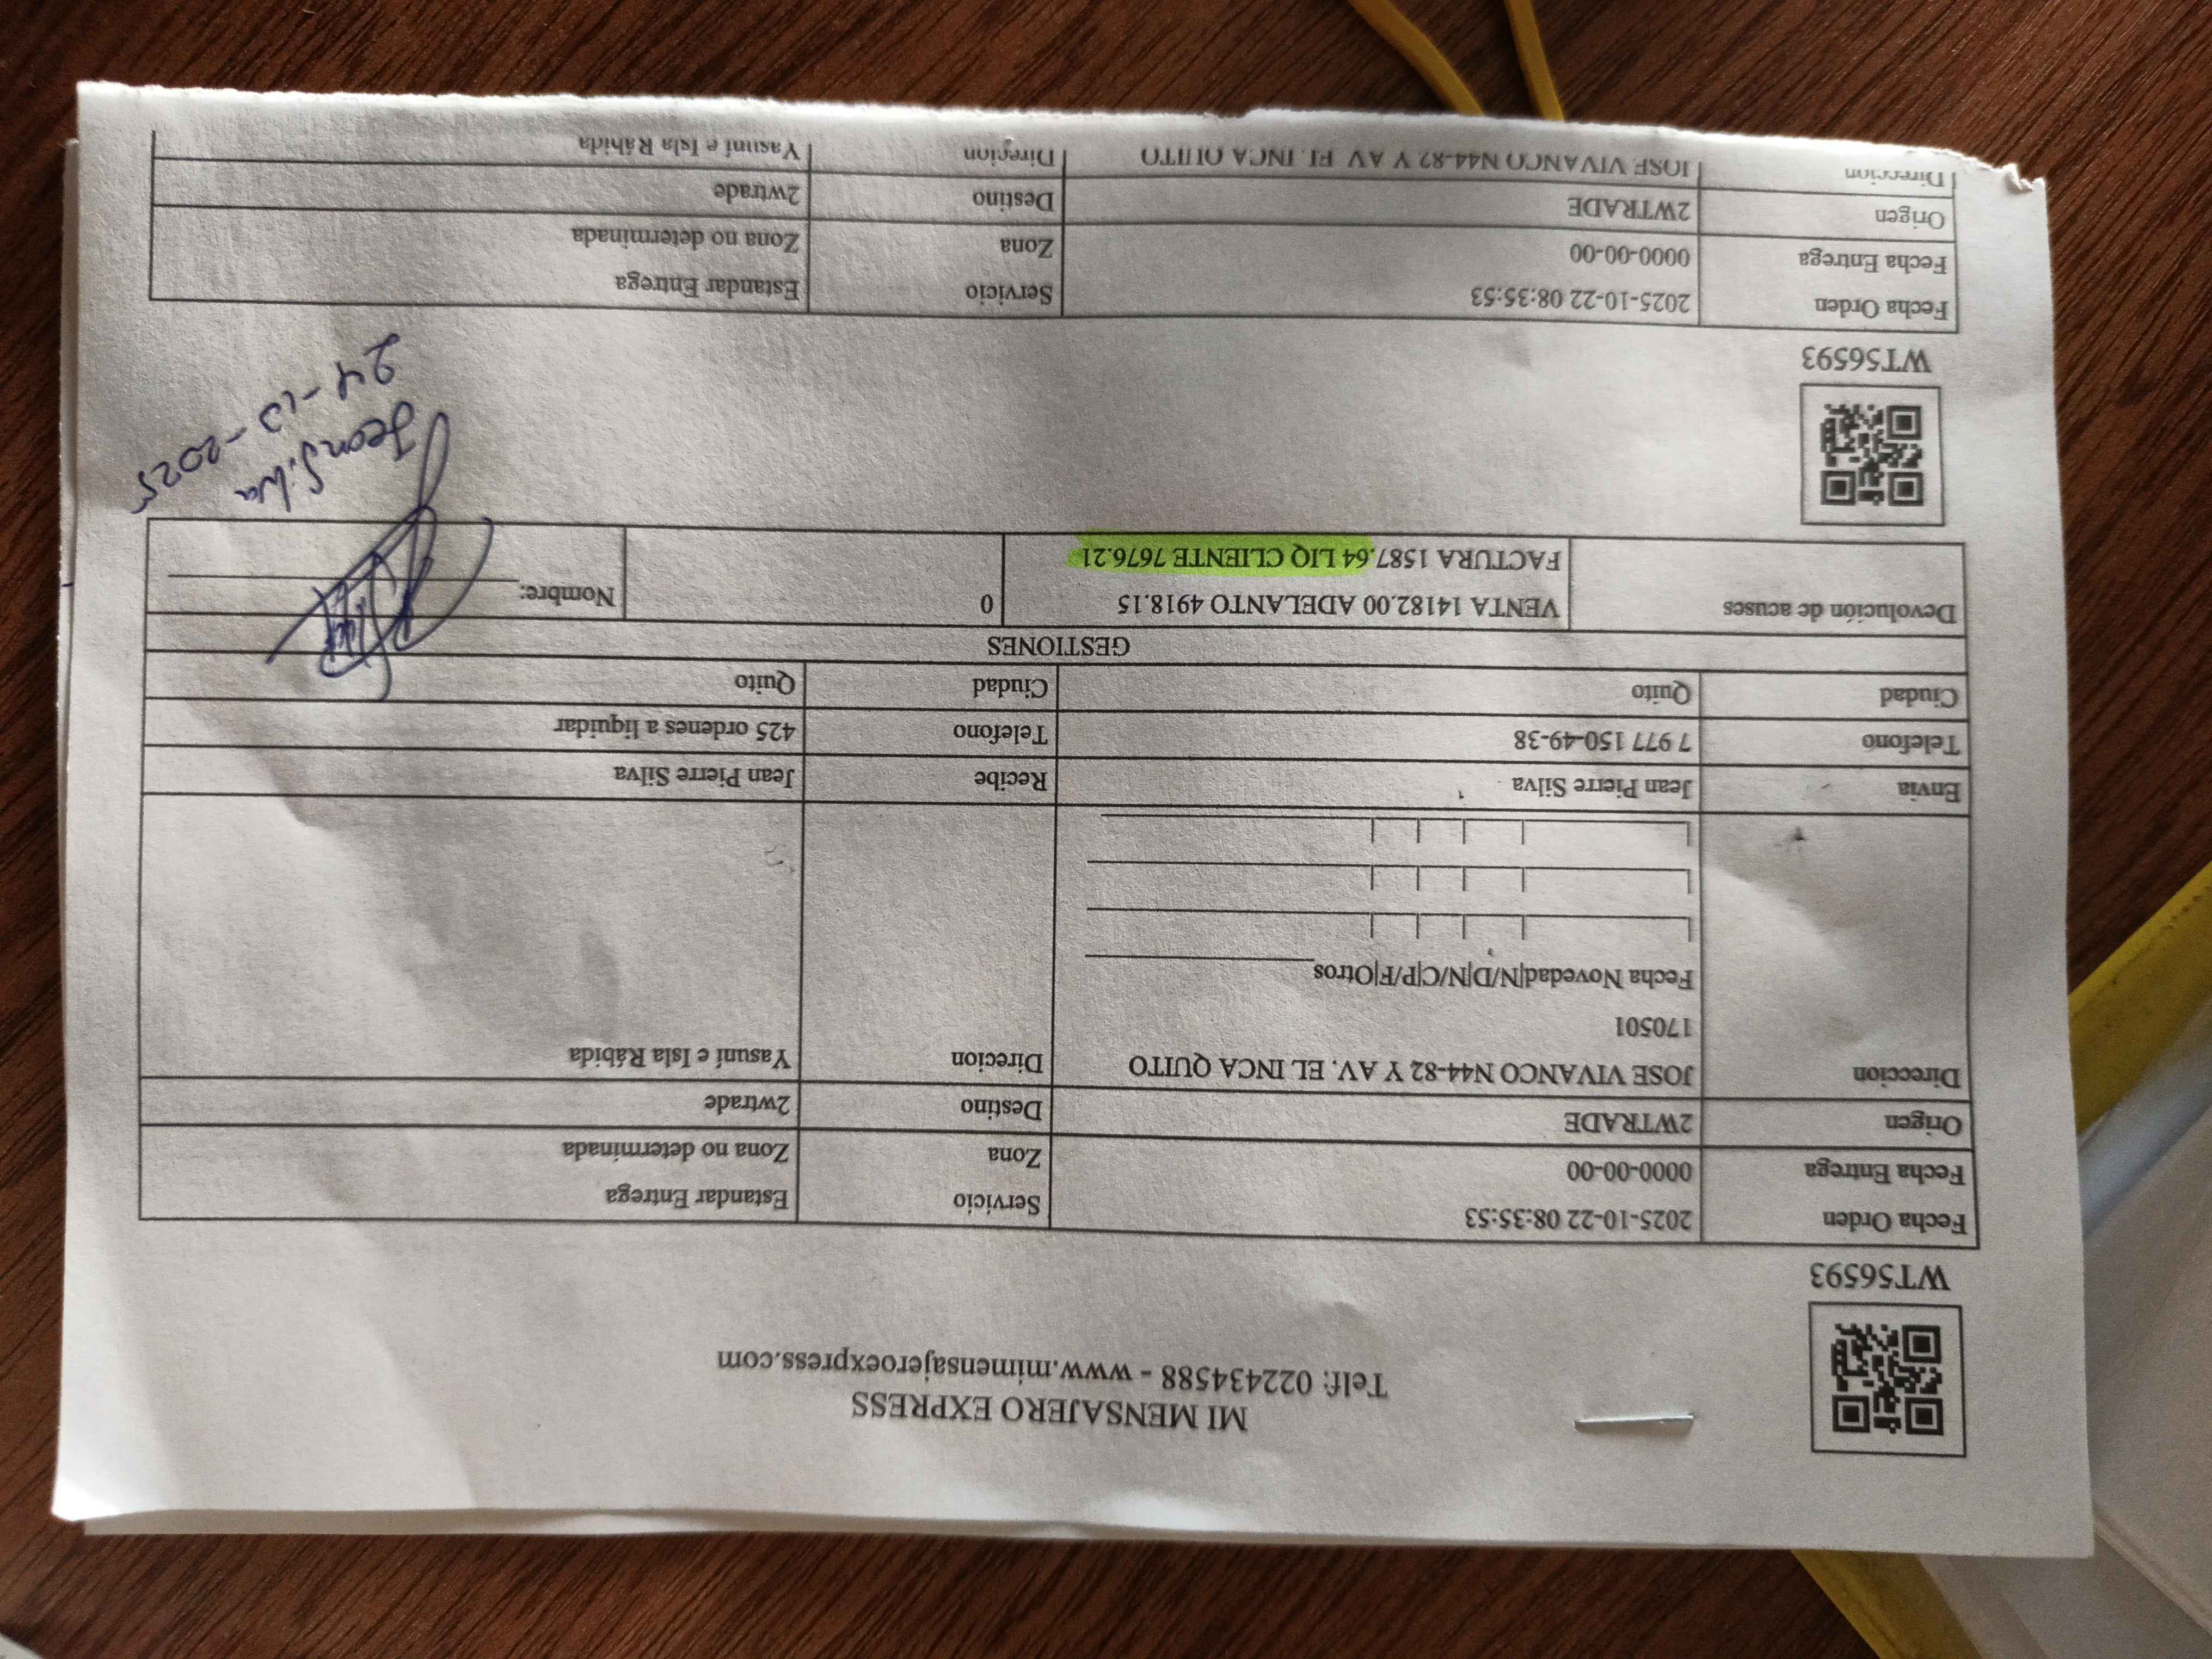 MI MENSAJERO EXPRESS
Telf: 022434588 - www.mimensajeroexpress.com
WT56593
Fecha Orden 2025-10-22 08:35:53 Servicio Estandar Entrega
Fecha Entrega 0000-00-00 Zona Zona no determinada
Origen 2WTRADE Destino 2wtrade
Direccion JOSE VIVANCO N44-82 Y AV. EL INCA QUITO Direcion Yasuní e Isla Rábida
170501
Fecha Novedad|N/D|N/C|P/F|Otros
Envia Jean Pierre Silva Recibe Jean Pierre Silva
Telefono 7 977 150-49-38 Telefono 425 ordenes a liquidar
Ciudad Quito Ciudad Quito
GESTIONES
Devolución de acuses VENTA 14182.00 ADELANTO 4918.15 0 Nombre:
FACTURA 1587.64 LIQ CLIENTE 7676.21
Jean Silva
24-10-2025
WT56593
Fecha Orden 2025-10-22 08:35:53 Servicio Estandar Entrega
Fecha Entrega 0000-00-00 Zona Zona no determinada
Origen 2WTRADE Destino 2wtrade
Direccion JOSE VIVANCO N44-82 Y AV. EL INCA QUITO Direcion Yasuní e Isla Rábida